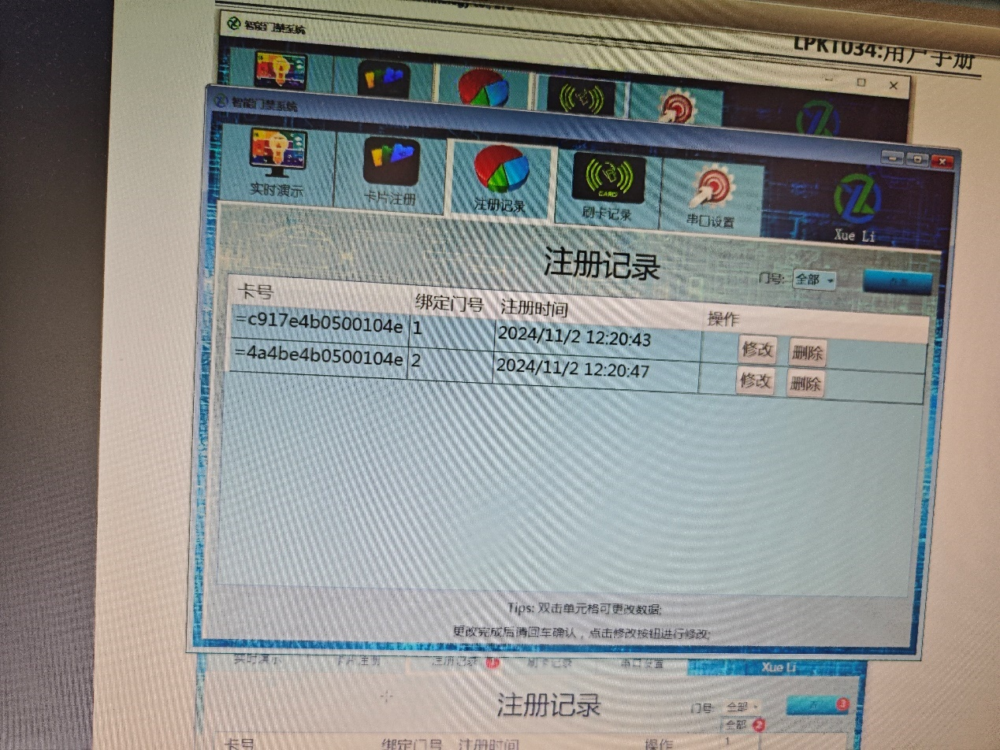 智能门禁系统
LPK1034:用户手册
智能门禁系统
实时演示
卡片注册
注册记录
CARD
刷卡记录
串口设置
Xue Li
注册记录
门号: 全部
卡号 绑定门号 注册时间 操作
=c917e4b0500104e 1 2024/11/2 12:20:43 修改 删除
=4a4be4b0500104e 2 2024/11/2 12:20:47 修改 删除
Tips: 双击单元格可更改数据;
更改完成后请回车确认，点击修改按钮进行修改;
实时演示 卡片注册 注册记录 1 刷卡记录 串口设置 Xue Li
注册记录 门号 全部 3
全部 2
卡号 绑定门号 注册时间 操作 1